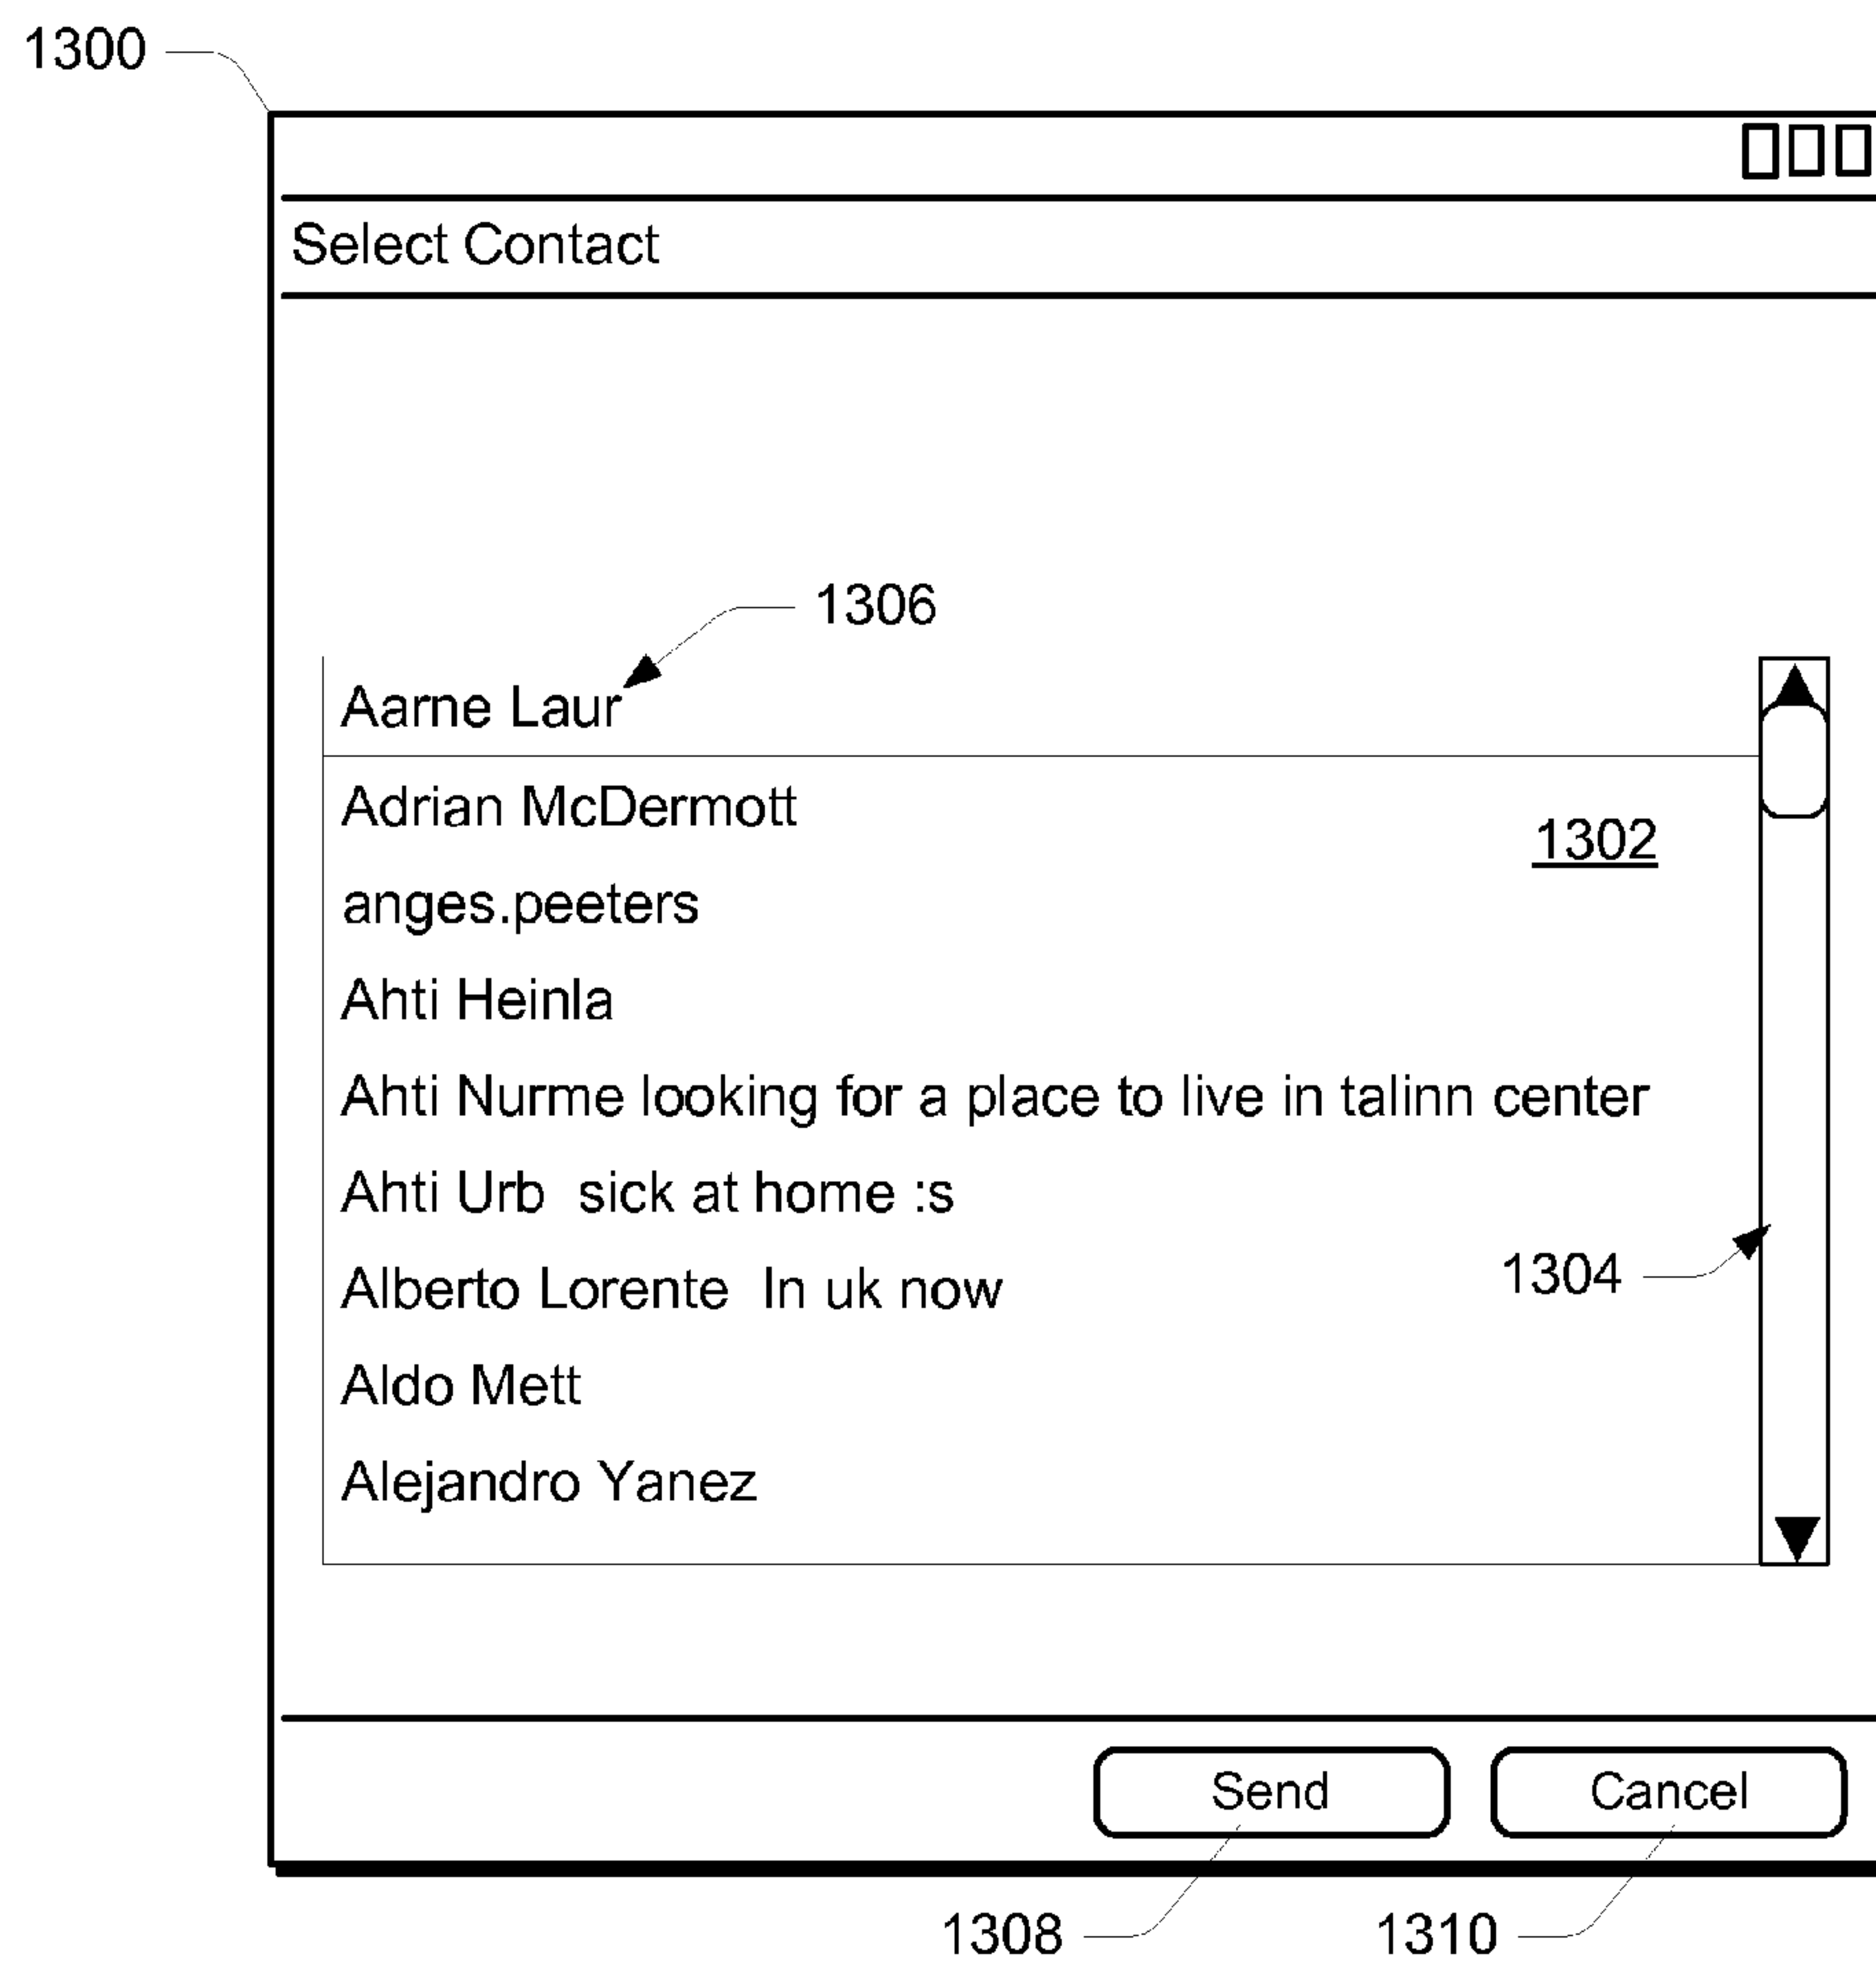 1300
Select Contact
1306
Aarne Laur
Adrian McDermott
1302
anges.peeters
Ahti Heinla
Ahti Nurme looking for a place to live in talinn center
Ahti Urb sick at home :s
1304
Alberto Lorente In uk now
Aldo Mett
Alejandro Yanez
Send Cancel
1308 1310